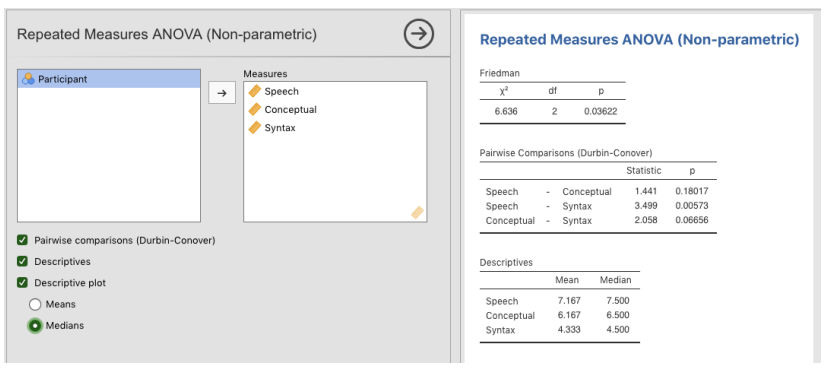 Repeated Measures ANOVA (Non-parametric)
Participant
Measures
Speech
Conceptual
Syntax
Pairwise comparisons (Durbin-Conover)
Descriptives
Descriptive plot
Means
Medians
Repeated Measures ANOVA (Non-parametric)
Friedman
χ² df p
6.636 2 0.03622
Pairwise Comparisons (Durbin-Conover)
Statistic p
Speech - Conceptual 1.441 0.18017
Speech - Syntax 3.499 0.00573
Conceptual - Syntax 2.058 0.06656
Descriptives
Mean Median
Speech 7.167 7.500
Conceptual 6.167 6.500
Syntax 4.333 4.500